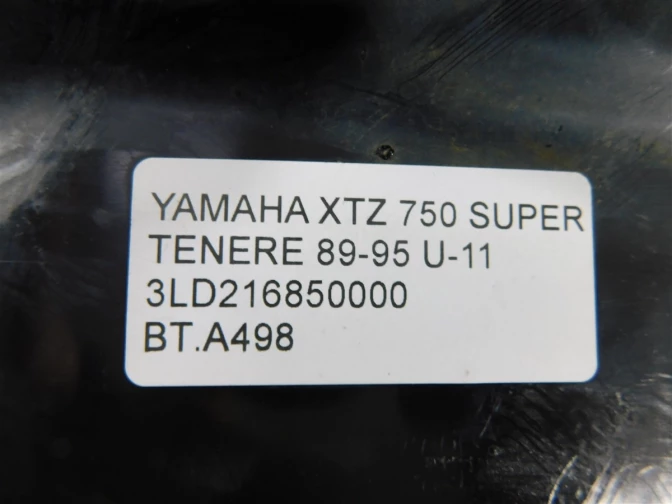 YAMAHA XTZ 750 SUPER
TENERE 89-95 U-11
3LD216850000
BT.A498